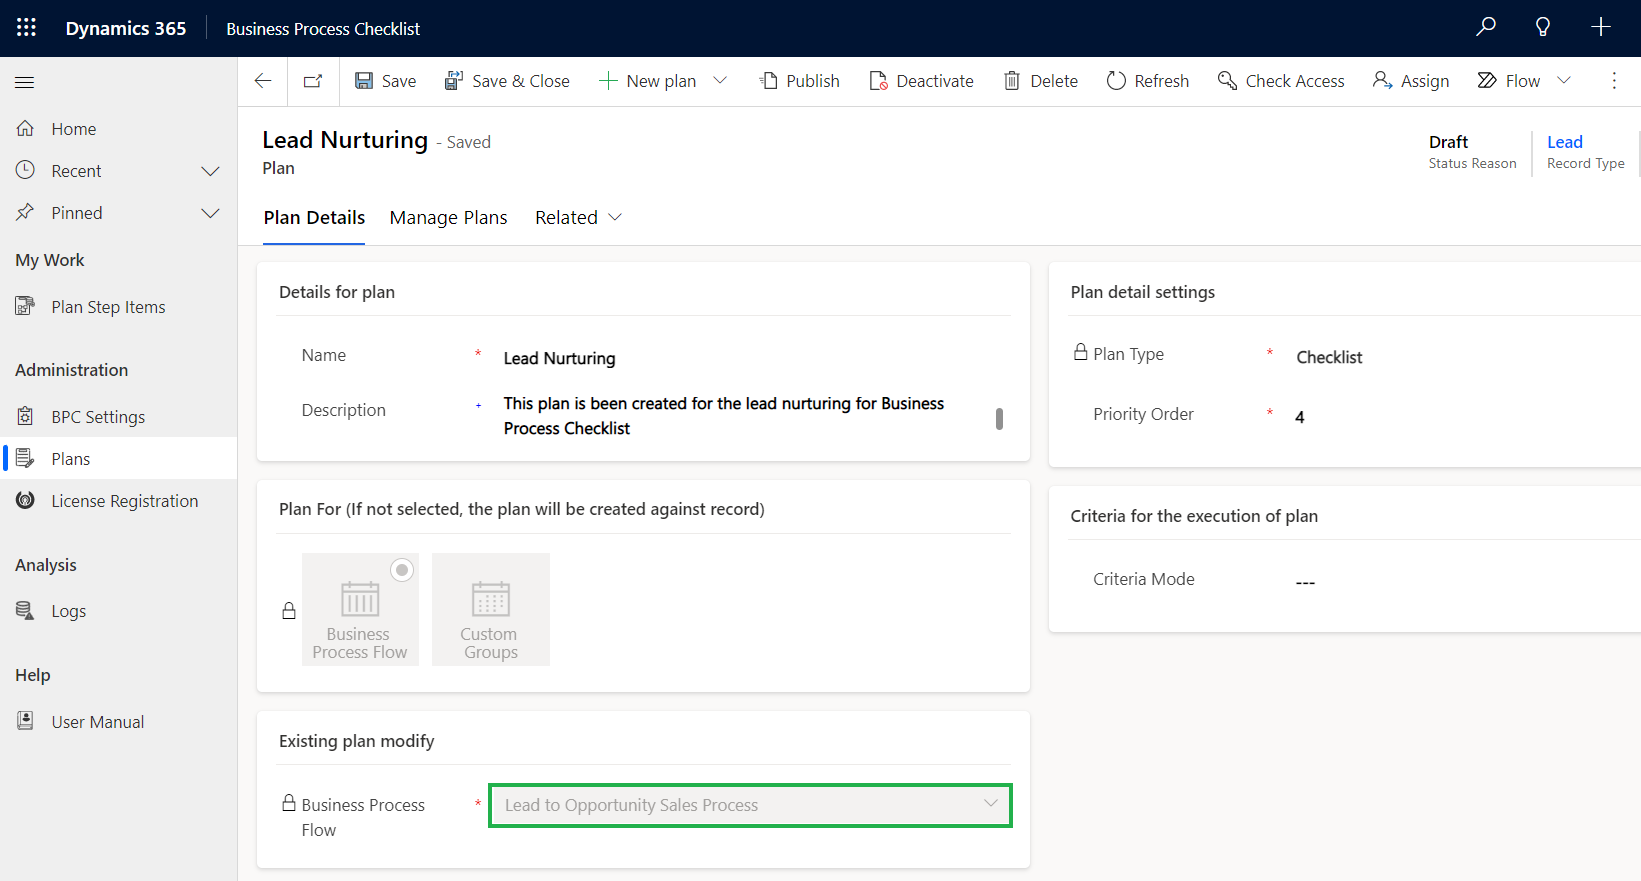 Dynamics 365
Business Process Checklist
Save
Save & Close
New plan
Publish
Deactivate
Delete
Refresh
Check Access
Assign
Flow
Home
Recent
Pinned
My Work
Plan Step Items
Administration
BPC Settings
Plans
License Registration
Analysis
Logs
Help
User Manual
Lead Nurturing - Saved
Plan
Draft
Status Reason
Lead
Record Type
Plan Details
Manage Plans
Related
Details for plan
Name * Lead Nurturing
Description + This plan is been created for the lead nurturing for Business
Process Checklist
Plan For (If not selected, the plan will be created against record)
Business
Process Flow
Custom
Groups
Existing plan modify
Business Process
Flow
* Lead to Opportunity Sales Process
Plan detail settings
Plan Type * Checklist
Priority Order * 4
Criteria for the execution of plan
Criteria Mode ---